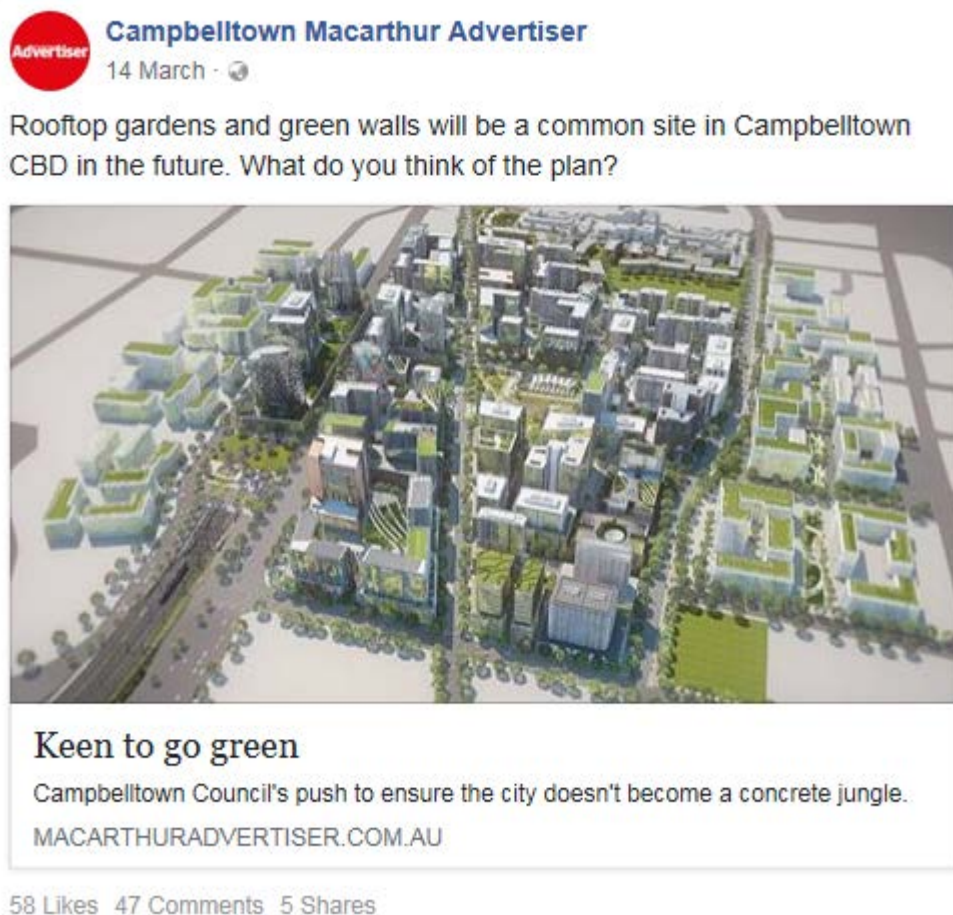 Advertiser
Campbelltown Macarthur Advertiser
14 March ·
Rooftop gardens and green walls will be a common site in Campbelltown
CBD in the future. What do you think of the plan?
Keen to go green
Campbelltown Council's push to ensure the city doesn't become a concrete jungle.
MACARTHURADVERTISER.COM.AU
58 Likes 47 Comments 5 Shares